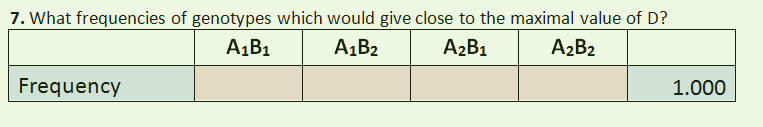 7. What frequencies of genotypes which would give close to the maximal value of D?
A₁B₁ A₁B₂ A₂B₁ A₂B₂
Frequency 1.000